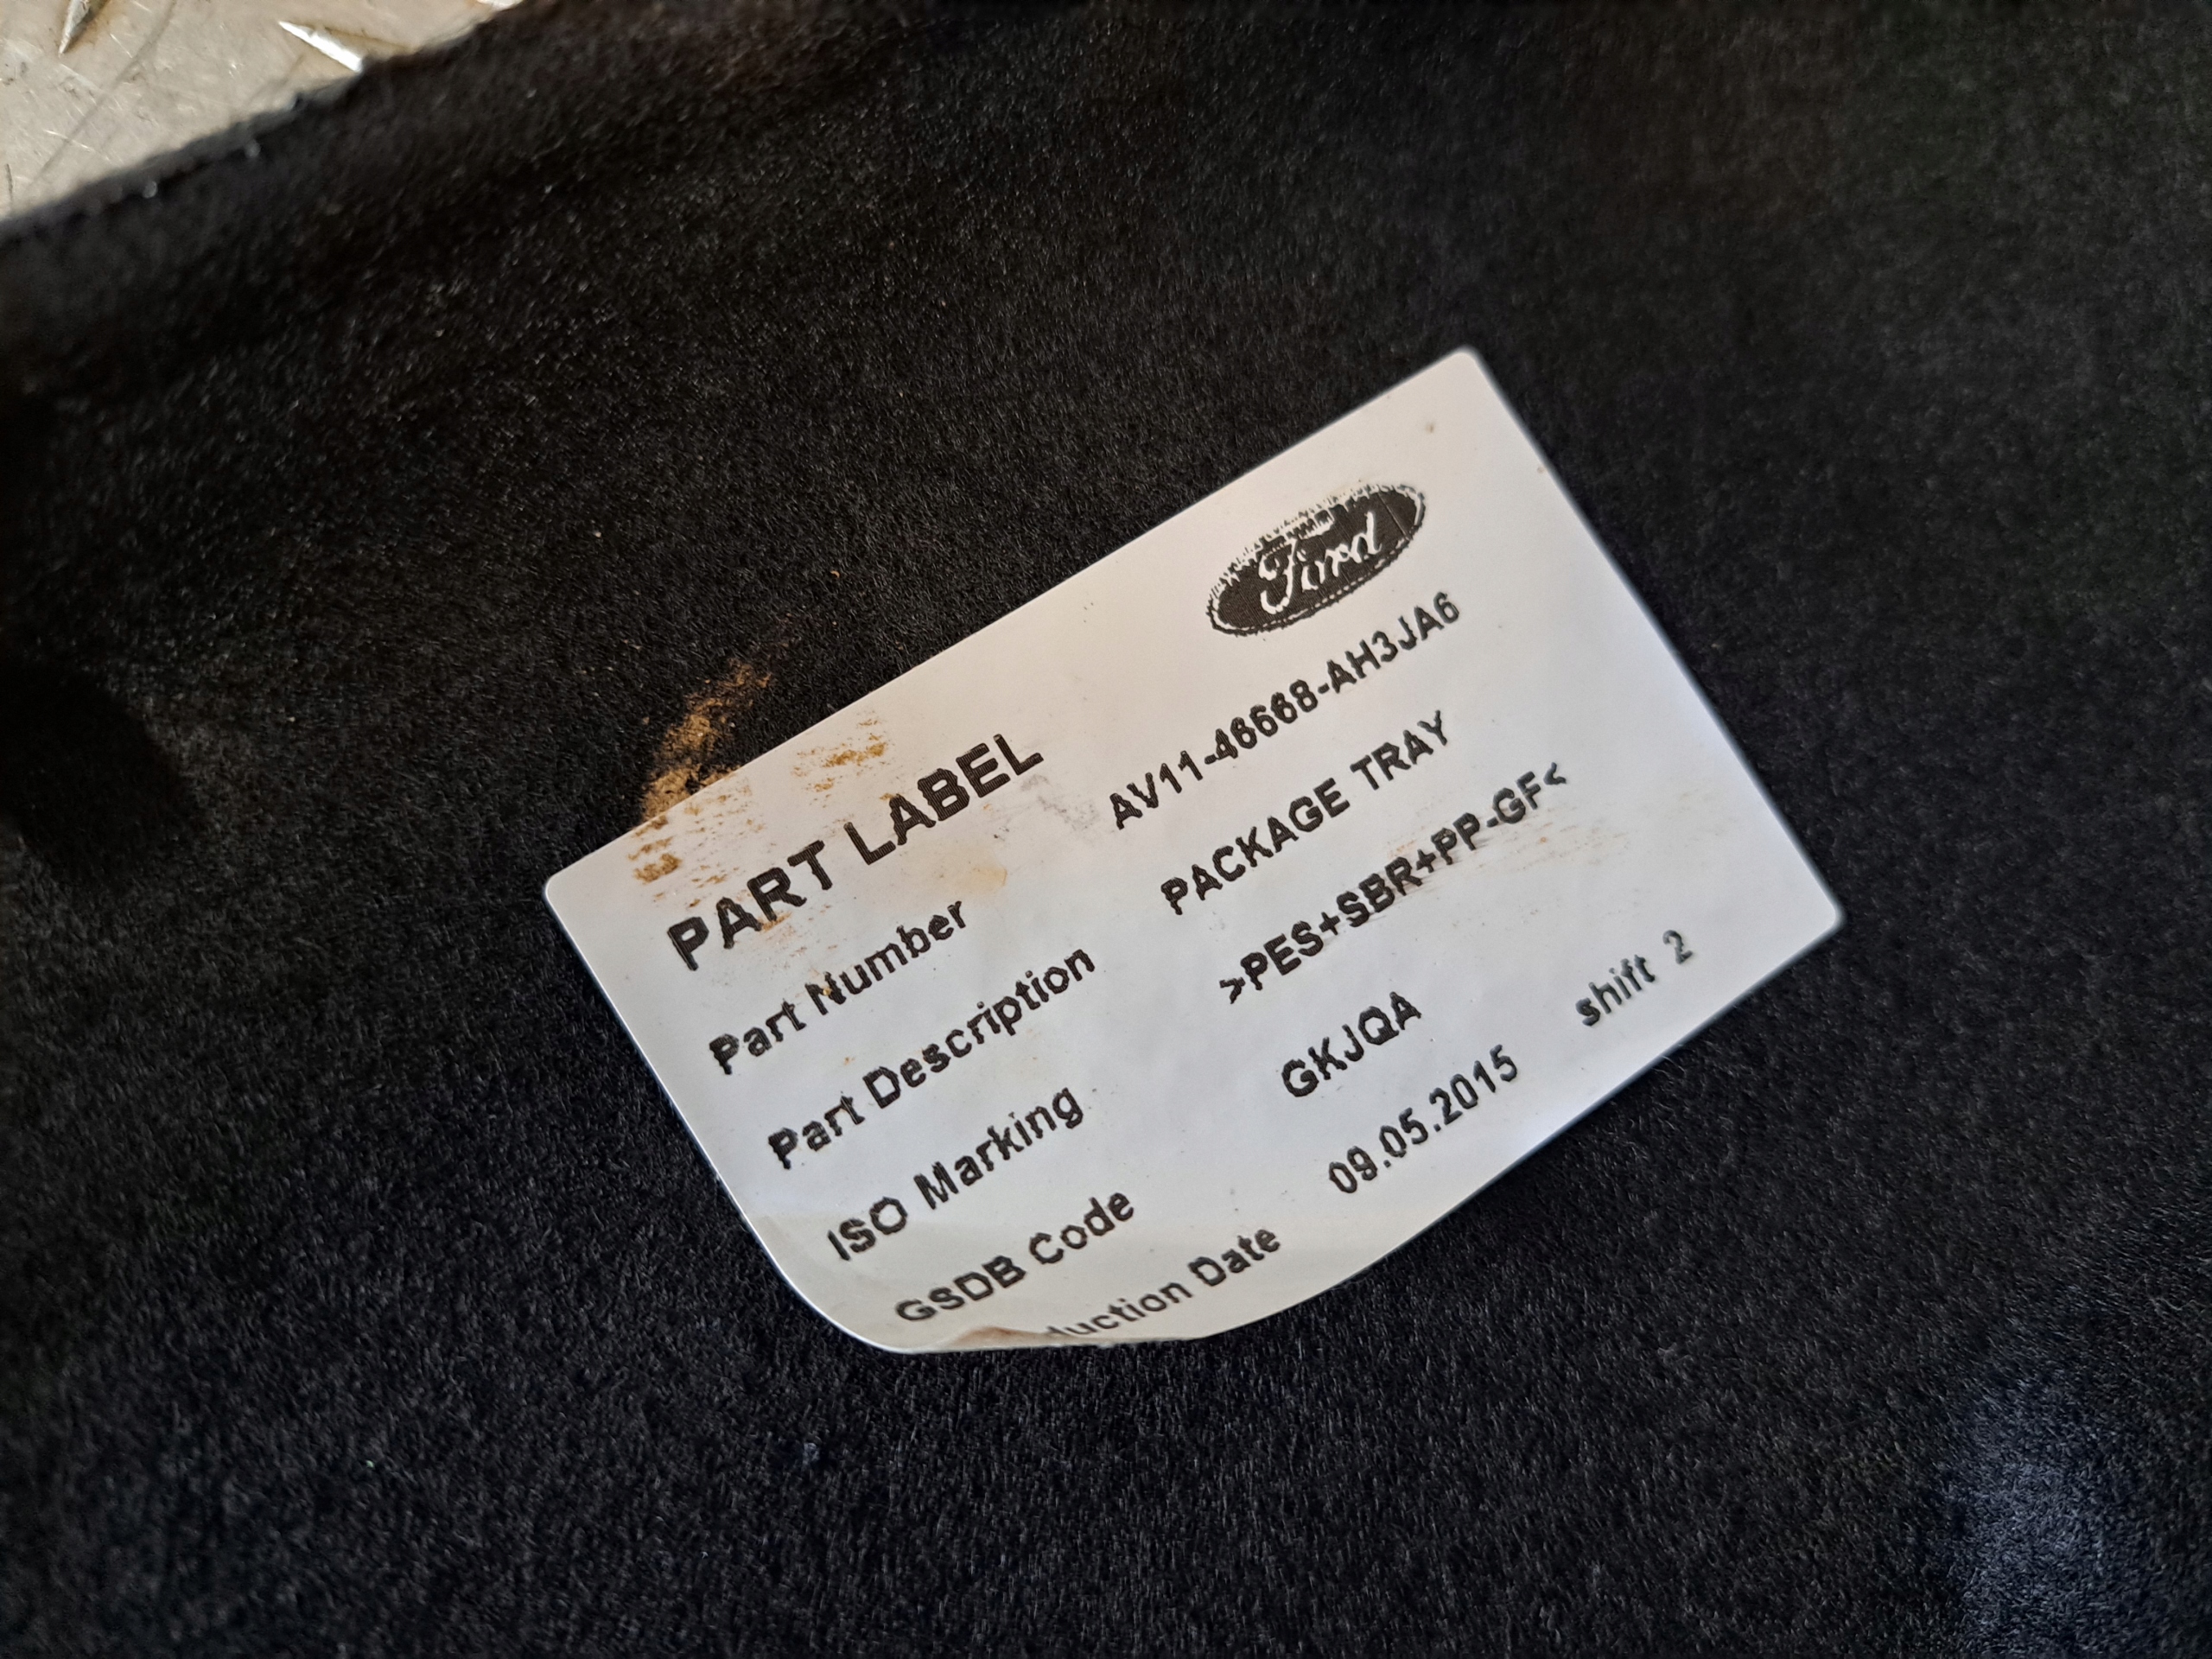 Ford
PART LABEL
Part Number AV11-46668-AH3JA6
Part Description PACKAGE TRAY
ISO Marking >PES+SBR+PP-GF<
GSDB Code GKJQA
duction Date 09.05.2015 shift 2